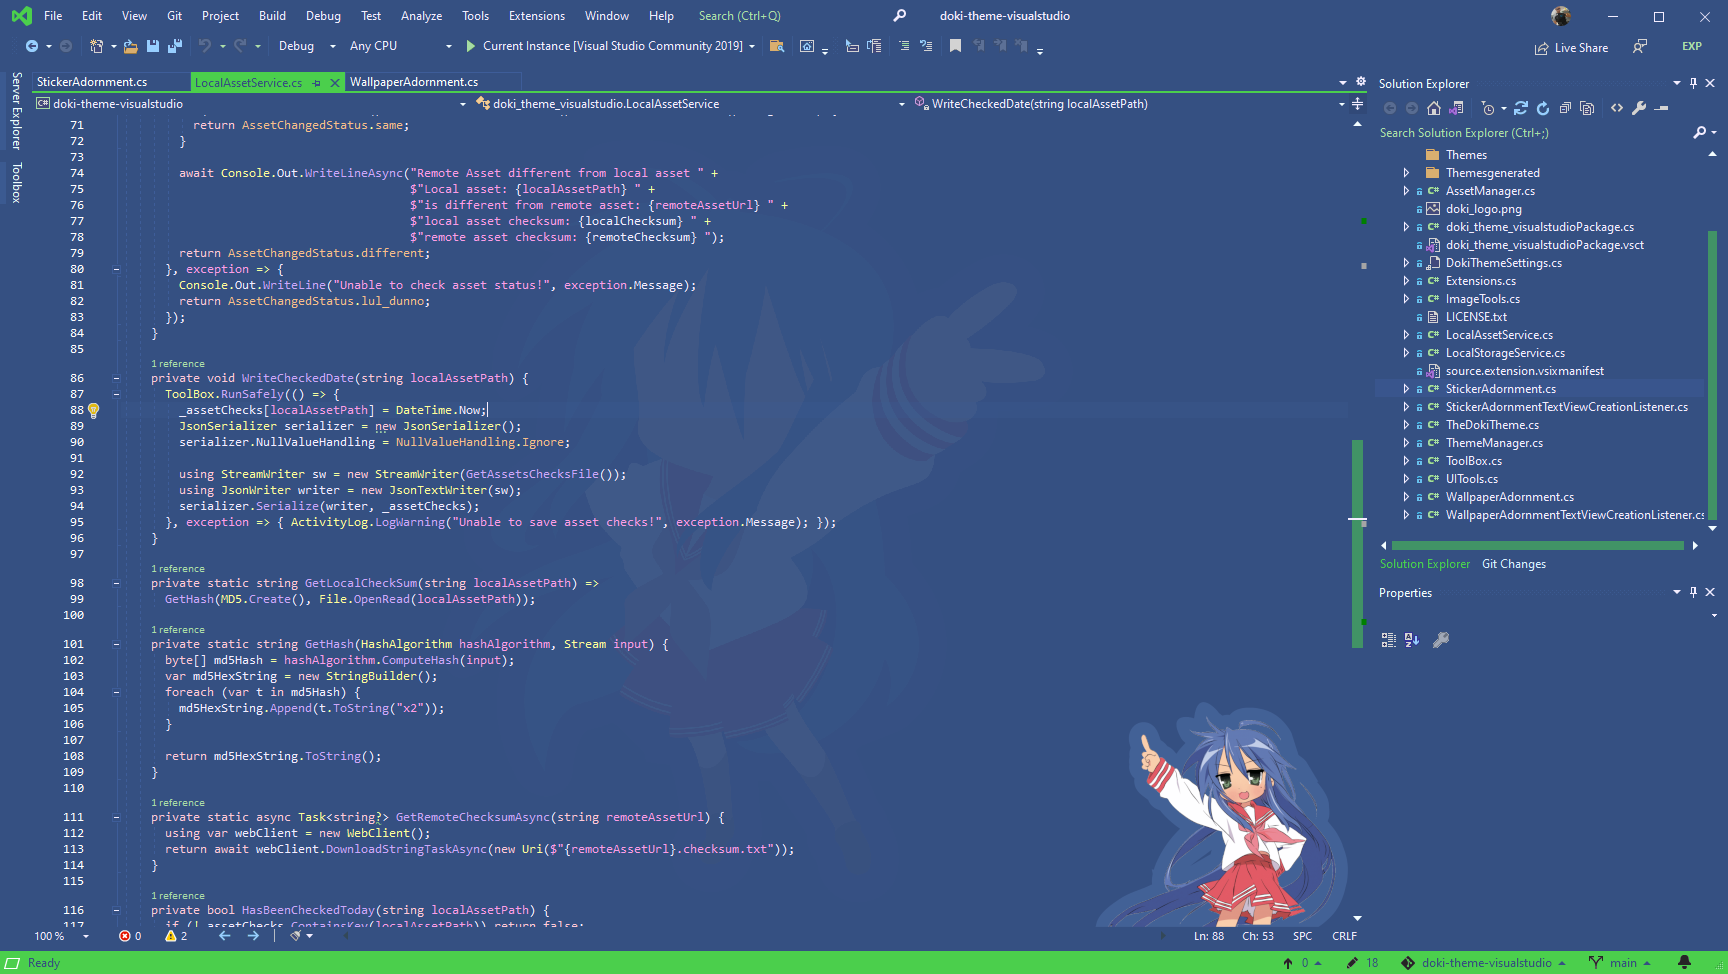 File Edit View Git Project Build Debug Test Analyze Tools Extensions Window Help Search (Ctrl+Q) doki-theme-visualstudio
Debug Any CPU Current Instance [Visual Studio Community 2019] Live Share EXP
Server Explorer
Toolbox
StickerAdornment.cs LocalAssetService.cs WallpaperAdornment.cs
doki-theme-visualstudio doki_theme_visualstudio.LocalAssetService WriteCheckedDate(string localAssetPath)
71 return AssetChangedStatus.same;
72 }
73
74 await Console.Out.WriteLineAsync("Remote Asset different from local asset " +
75 $"Local asset: {localAssetPath} " +
76 $"is different from remote asset: {remoteAssetUrl} " +
77 $"local asset checksum: {localChecksum} " +
78 $"remote asset checksum: {remoteChecksum} ");
79 return AssetChangedStatus.different;
80 }, exception => {
81 Console.Out.WriteLine("Unable to check asset status!", exception.Message);
82 return AssetChangedStatus.lul_dunno;
83 });
84 }
85
1 reference
86 private void WriteCheckedDate(string localAssetPath) {
87 ToolBox.RunSafely(() => {
88 _assetChecks[localAssetPath] = DateTime.Now;
89 JsonSerializer serializer = new JsonSerializer();
90 serializer.NullValueHandling = NullValueHandling.Ignore;
91
92 using StreamWriter sw = new StreamWriter(GetAssetsChecksFile());
93 using JsonWriter writer = new JsonTextWriter(sw);
94 serializer.Serialize(writer, _assetChecks);
95 }, exception => { ActivityLog.LogWarning("Unable to save asset checks!", exception.Message); });
96 }
97
1 reference
98 private static string GetLocalCheckSum(string localAssetPath) =>
99 GetHash(MD5.Create(), File.OpenRead(localAssetPath));
100
1 reference
101 private static string GetHash(HashAlgorithm hashAlgorithm, Stream input) {
102 byte[] md5Hash = hashAlgorithm.ComputeHash(input);
103 var md5HexString = new StringBuilder();
104 foreach (var t in md5Hash) {
105 md5HexString.Append(t.ToString("x2"));
106 }
107
108 return md5HexString.ToString();
109 }
110
1 reference
111 private static async Task<string?> GetRemoteChecksumAsync(string remoteAssetUrl) {
112 using var webClient = new WebClient();
113 return await webClient.DownloadStringTaskAsync(new Uri($"{remoteAssetUrl}.checksum.txt"));
114 }
115
1 reference
116 private bool HasBeenCheckedToday(string localAssetPath) {
117 if (!_assetChecks.ContainsKey(localAssetPath)) return false;
100 % 0 2 Ln: 88 Ch: 53 SPC CRLF
Solution Explorer
Search Solution Explorer (Ctrl+;)
Themes
Themesgenerated
AssetManager.cs
doki_logo.png
doki_theme_visualstudioPackage.cs
doki_theme_visualstudioPackage.vsct
DokiThemeSettings.cs
Extensions.cs
ImageTools.cs
LICENSE.txt
LocalAssetService.cs
LocalStorageService.cs
source.extension.vsixmanifest
StickerAdornment.cs
StickerAdornmentTextViewCreationListener.cs
TheDokiTheme.cs
ThemeManager.cs
ToolBox.cs
UITools.cs
WallpaperAdornment.cs
WallpaperAdornmentTextViewCreationListener.cs
Solution Explorer Git Changes
Properties
Ready 0 18 doki-theme-visualstudio main